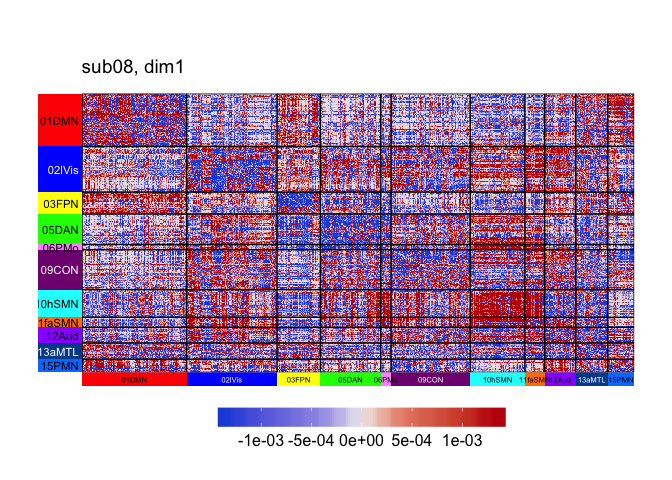 sub08, dim1
01DMN
02lVis
03FPN
05DAN
06PMo
09CON
10hSMN
1faSMN
12Aud
13aMTL
15PMN
01DMN 02lVis 03FPN 05DAN 06PMo 09CON 10hSMN 11faSMN 12Aud 13aMTL 15PMN
-1e-03 -5e-04 0e+00 5e-04 1e-03